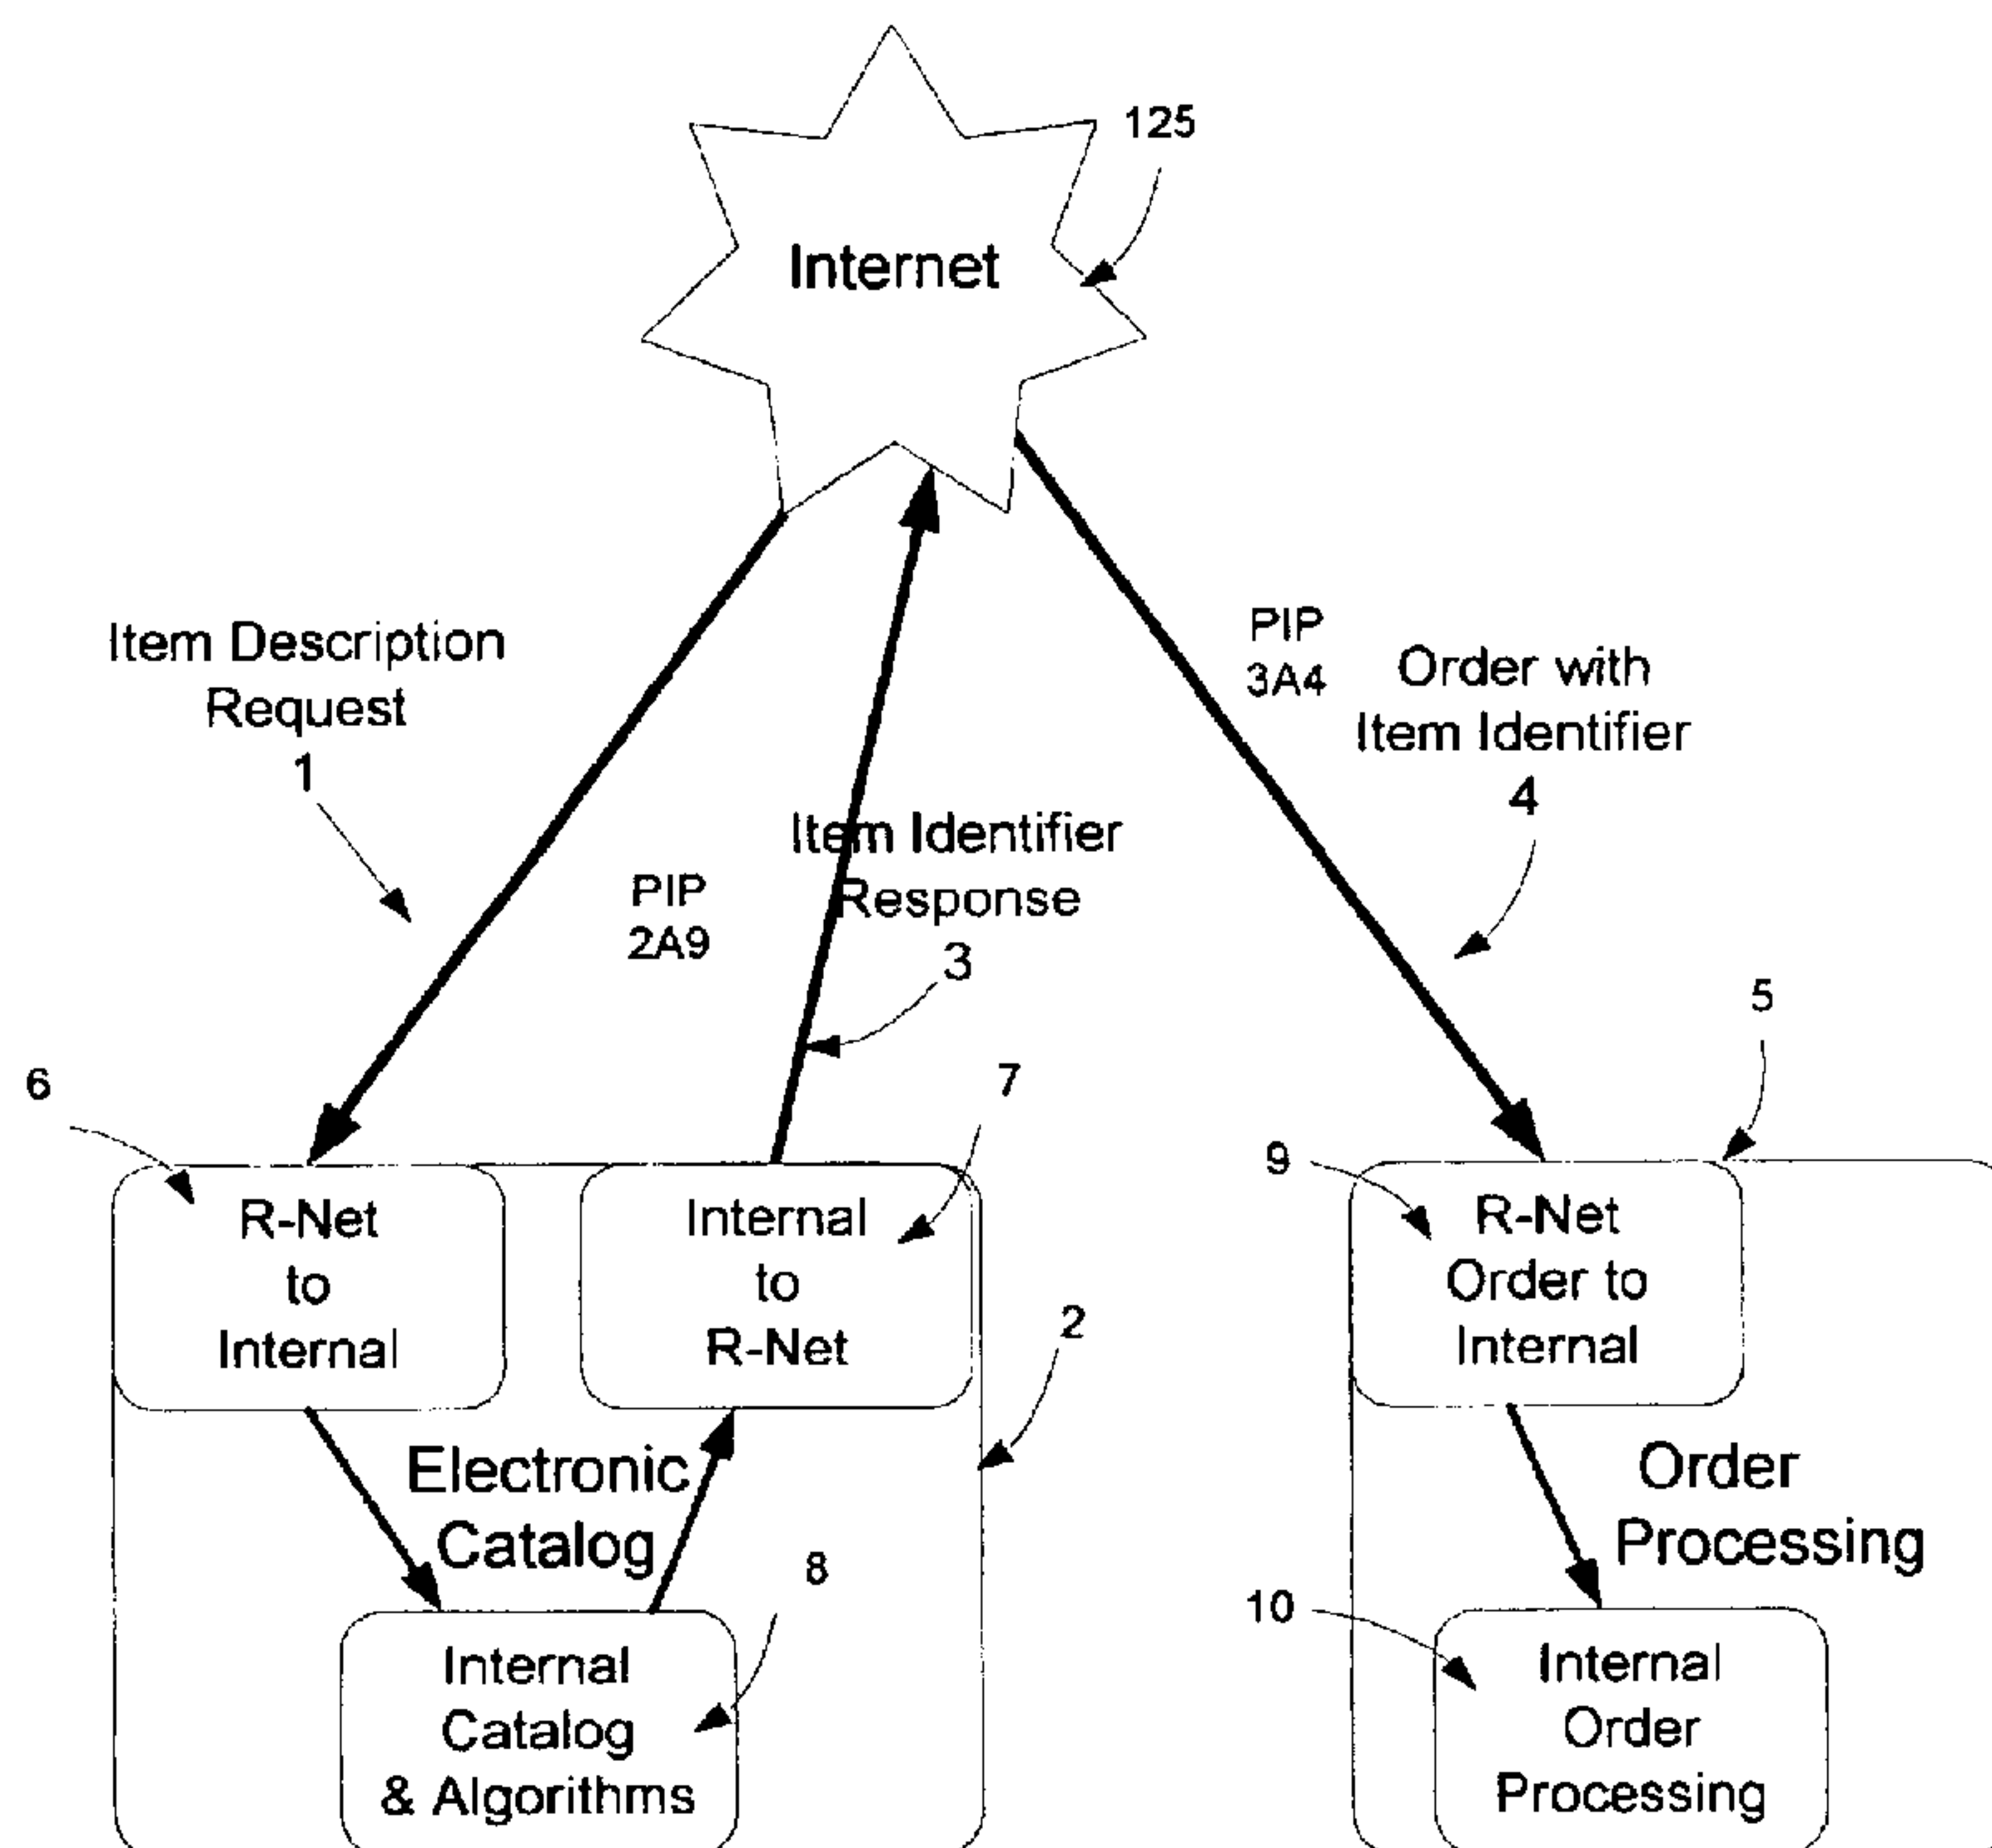 125
Internet
Item Description
Request
1
PIP
3A4
Order with
Item Identifier
4
Item Identifier
Response
3
PIP
2A9
5
6
7
9
R-Net
to
Internal
Internal
to
R-Net
R-Net
Order to
Internal
2
Electronic
Catalog
Order
Processing
8
10
Internal
Catalog
& Algorithms
Internal
Order
Processing